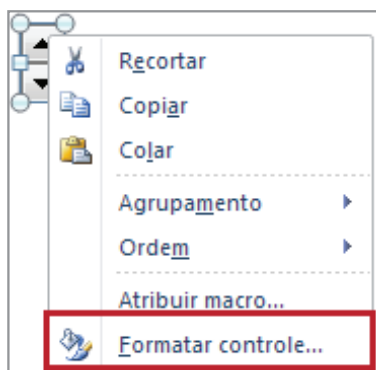 Recortar
Copiar
Colar
Agrupamento
Ordem
Atribuir macro...
Formatar controle...